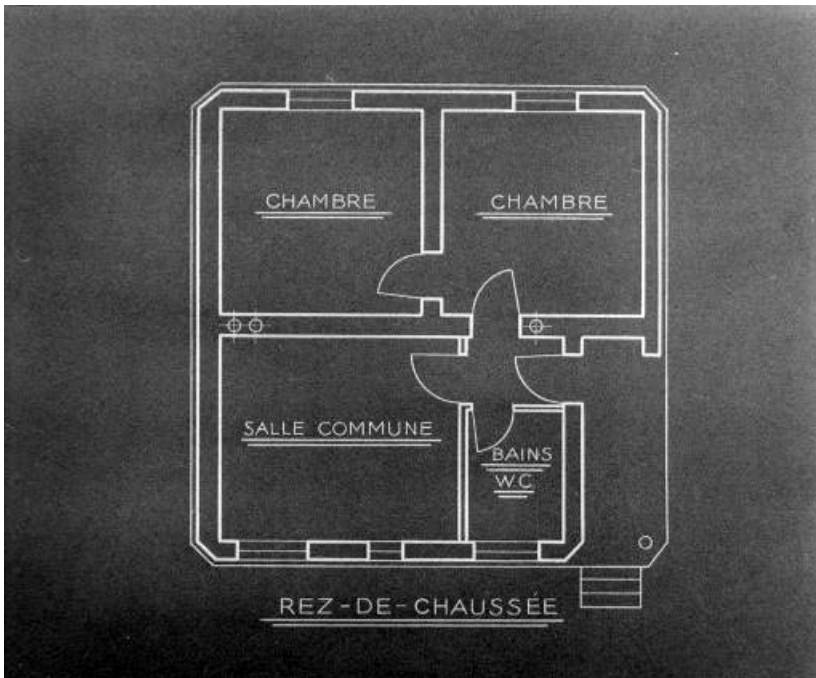 CHAMBRE
CHAMBRE
SALLE COMMUNE
BAINS
W.C
REZ-DE-CHAUSSÉE